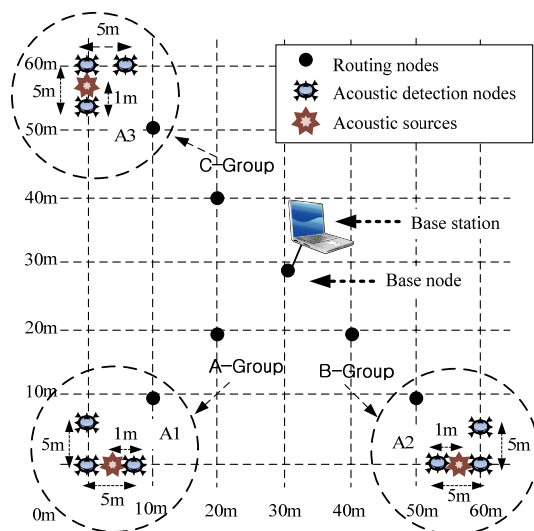 5m
60m
5m
1m
50m
A3
C-Group
40m
30m
20m
10m
0m
Routing nodes
Acoustic detection nodes
Acoustic sources
Base station
Base node
A-Group
B-Group
A1
1m
5m
5m
A2
1m
5m
5m
10m
20m
30m
40m
50m
60m